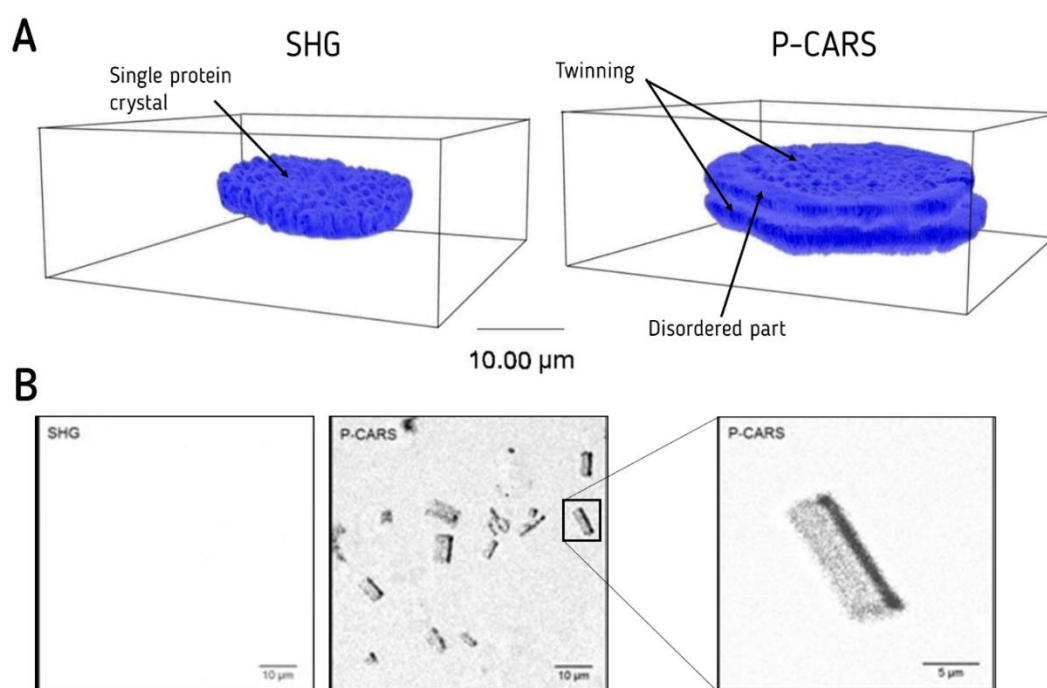 A
SHG
P-CARS
Single protein
crystal
Twinning
Disordered part
10.00 µm
B
SHG
P-CARS
P-CARS
10 µm
10 µm
5 µm